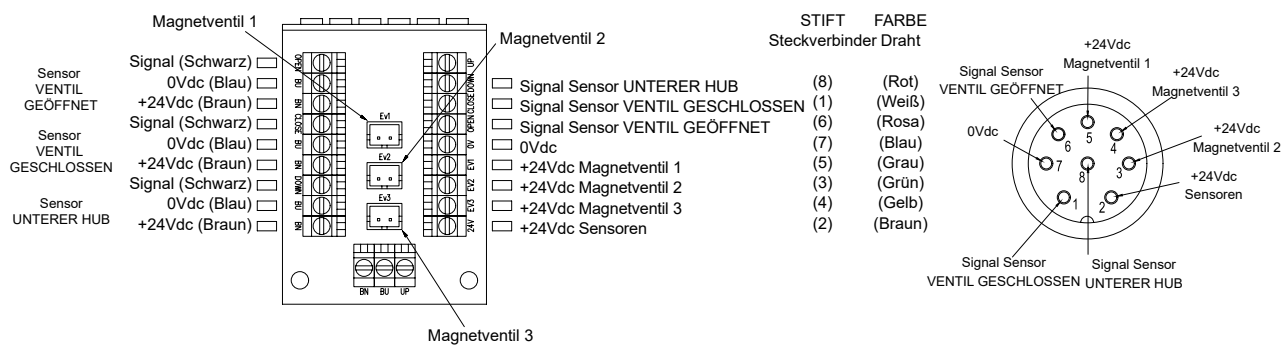 Magnetventil 1
Magnetventil 2
Magnetventil 3
Sensor
VENTIL
GEÖFFNET
Sensor
VENTIL
GESCHLOSSEN
Sensor
UNTERER HUB
Signal (Schwarz)
0Vdc (Blau)
+24Vdc (Braun)
Signal (Schwarz)
0Vdc (Blau)
+24Vdc (Braun)
Signal (Schwarz)
0Vdc (Blau)
+24Vdc (Braun)
OPEN
BU
BN
CLOSE
BU
BN
DOWN
BU
BN
Ev1
Ev2
Ev3
BN BU UP
UP
DOWN
CLOSE
OPEN
0V
EV1
EV2
EV3
24V
STIFT FARBE
Steckverbinder Draht
Signal Sensor UNTERER HUB (8) (Rot)
Signal Sensor VENTIL GESCHLOSSEN (1) (Weiß)
Signal Sensor VENTIL GEÖFFNET (6) (Rosa)
0Vdc (7) (Blau)
+24Vdc Magnetventil 1 (5) (Grau)
+24Vdc Magnetventil 2 (3) (Grün)
+24Vdc Magnetventil 3 (4) (Gelb)
+24Vdc Sensoren (2) (Braun)
+24Vdc
Magnetventil 1
Signal Sensor
VENTIL GEÖFFNET
+24Vdc
Magnetventil 3
0Vdc
+24Vdc
Magnetventil 2
+24Vdc
Sensoren
6 5 4
7 8 3
1 2
Signal Sensor
VENTIL GESCHLOSSEN
Signal Sensor
UNTERER HUB